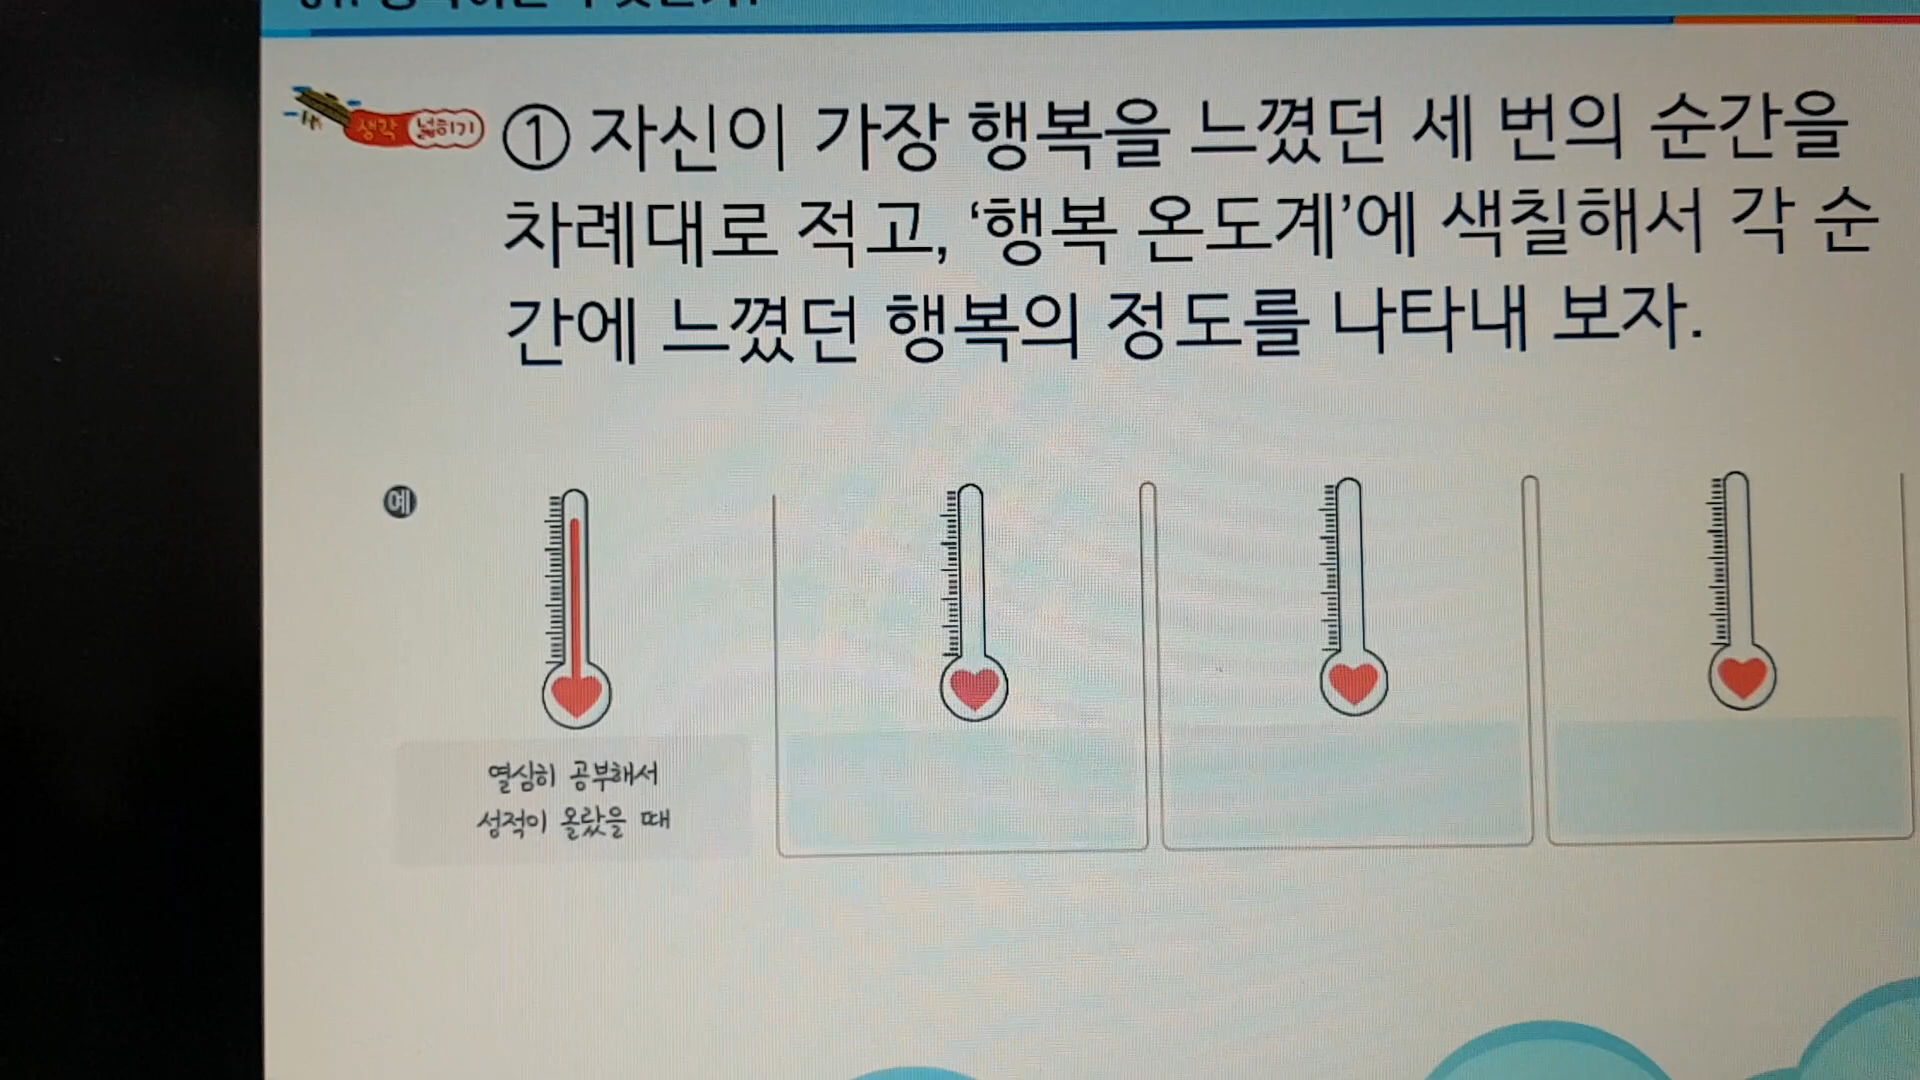 생각 넓히기
① 자신이 가장 행복을 느꼈던 세 번의 순간을
차례대로 적고, ‘행복 온도계’에 색칠해서 각 순
간에 느꼈던 행복의 정도를 나타내 보자.
예
열심히 공부해서
성적이 올랐을 때